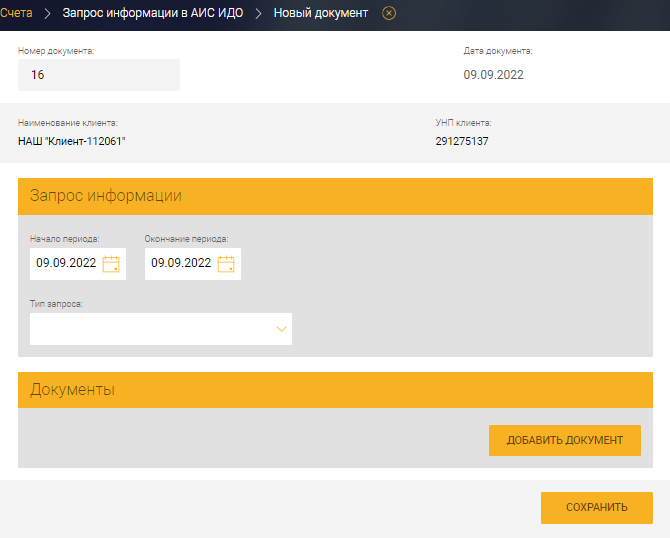 Счета > Запрос информации в АИС ИДО > Новый документ
Номер документа:
Дата документа:
16
09.09.2022
Наименование клиента:
УНП клиента:
НАШ "Клиент-112061"
291275137
Запрос информации
Начало периода:
Окончание периода:
09.09.2022
09.09.2022
Тип запроса:
Документы
ДОБАВИТЬ ДОКУМЕНТ
СОХРАНИТЬ